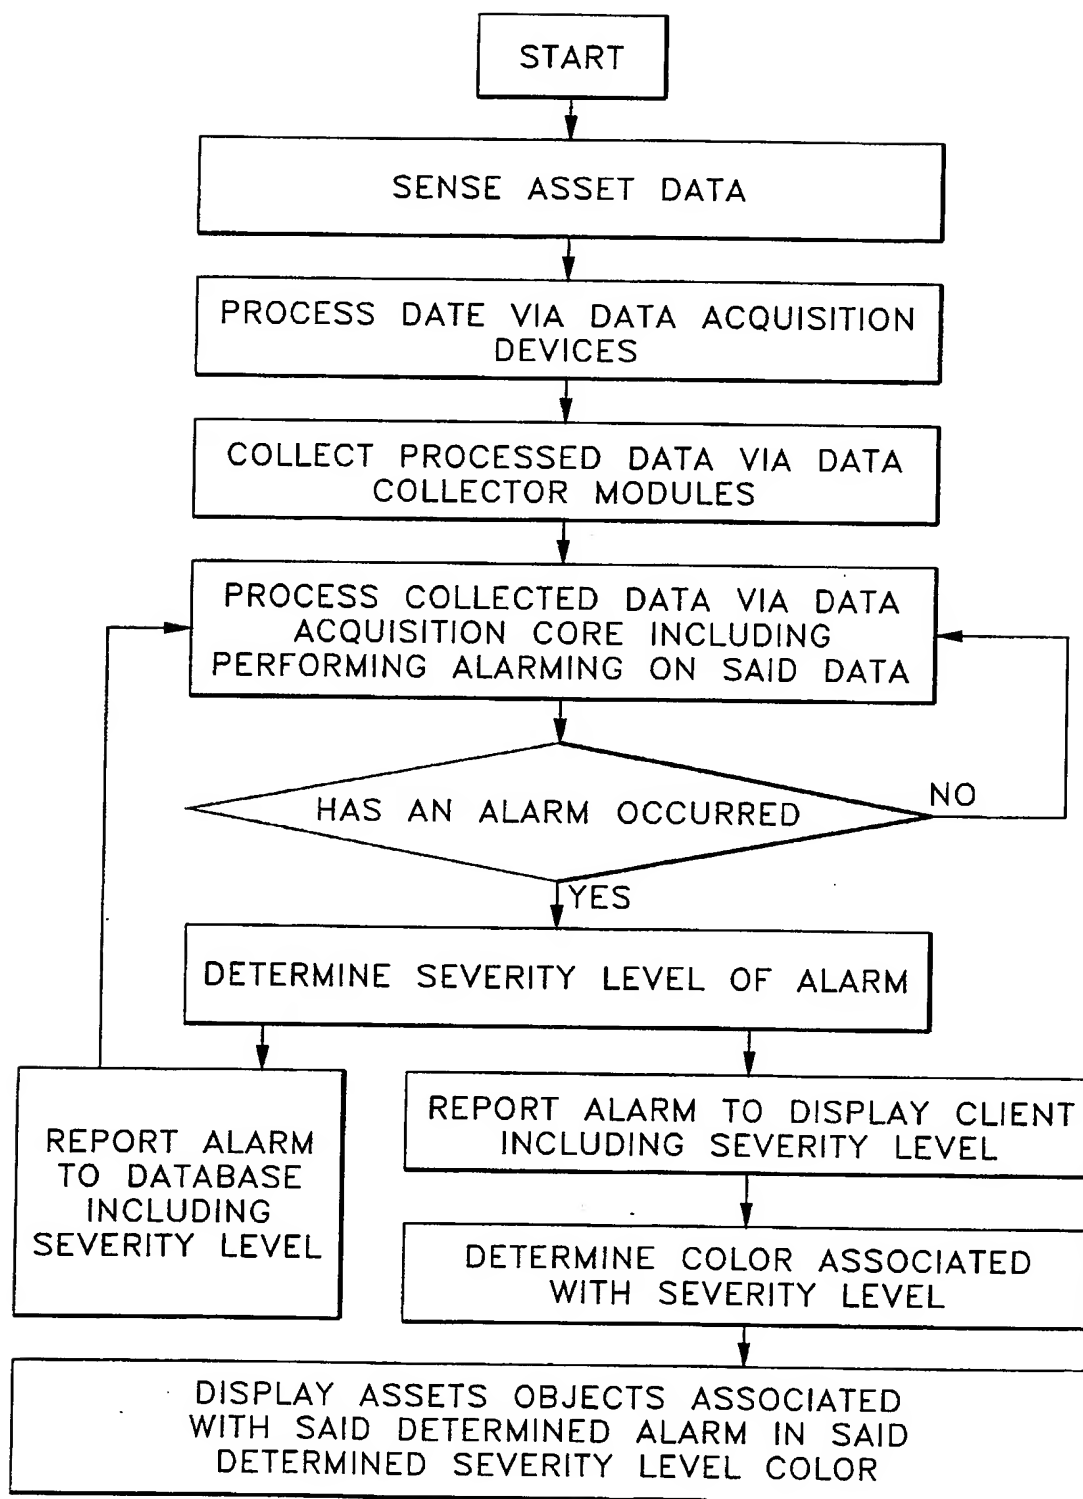 START
SENSE ASSET DATA
PROCESS DATE VIA DATA ACQUISITION
DEVICES
COLLECT PROCESSED DATA VIA DATA
COLLECTOR MODULES
PROCESS COLLECTED DATA VIA DATA
ACQUISITION CORE INCLUDING
PERFORMING ALARMING ON SAID DATA
HAS AN ALARM OCCURRED
NO
YES
DETERMINE SEVERITY LEVEL OF ALARM
REPORT ALARM
TO DATABASE
INCLUDING
SEVERITY LEVEL
REPORT ALARM TO DISPLAY CLIENT
INCLUDING SEVERITY LEVEL
DETERMINE COLOR ASSOCIATED
WITH SEVERITY LEVEL
DISPLAY ASSETS OBJECTS ASSOCIATED
WITH SAID DETERMINED ALARM IN SAID
DETERMINED SEVERITY LEVEL COLOR